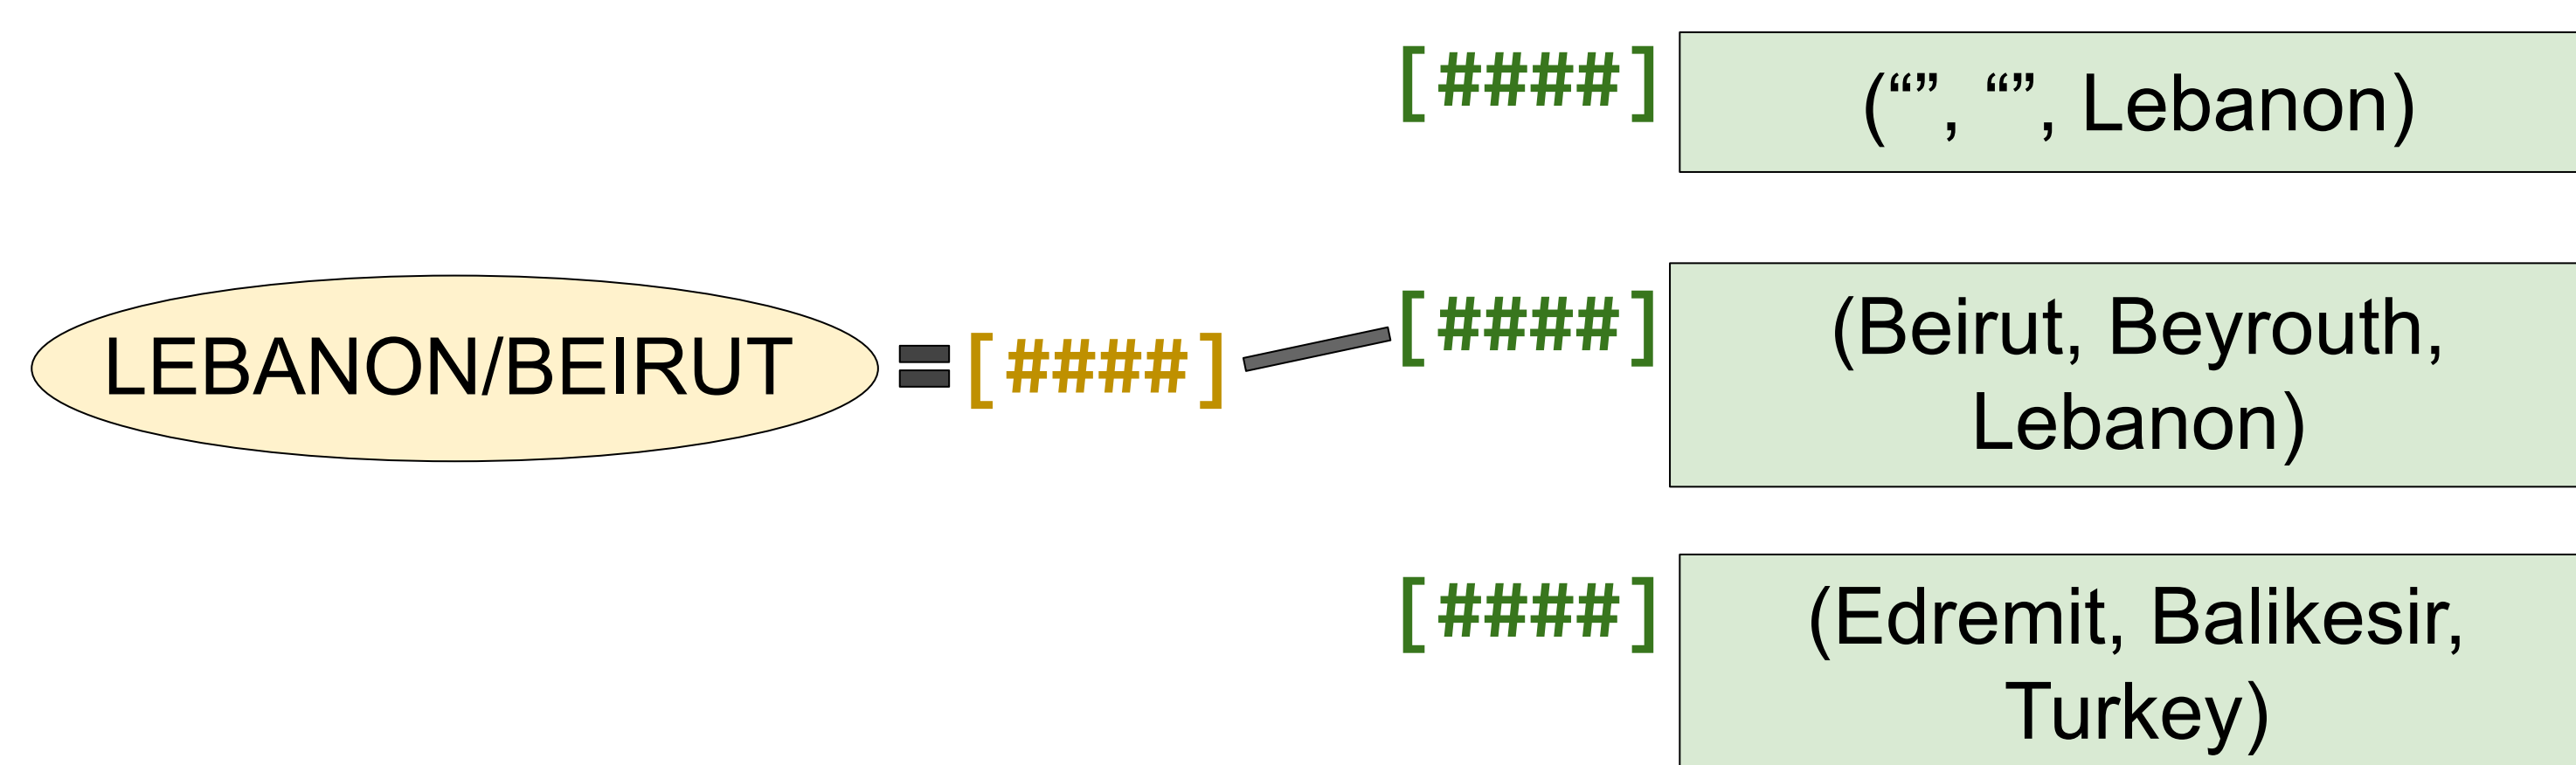 [####] (“”, “”, Lebanon)
LEBANON/BEIRUT = [####] [####] (Beirut, Beyrouth,
Lebanon)
[####] (Edremit, Balikesir,
Turkey)